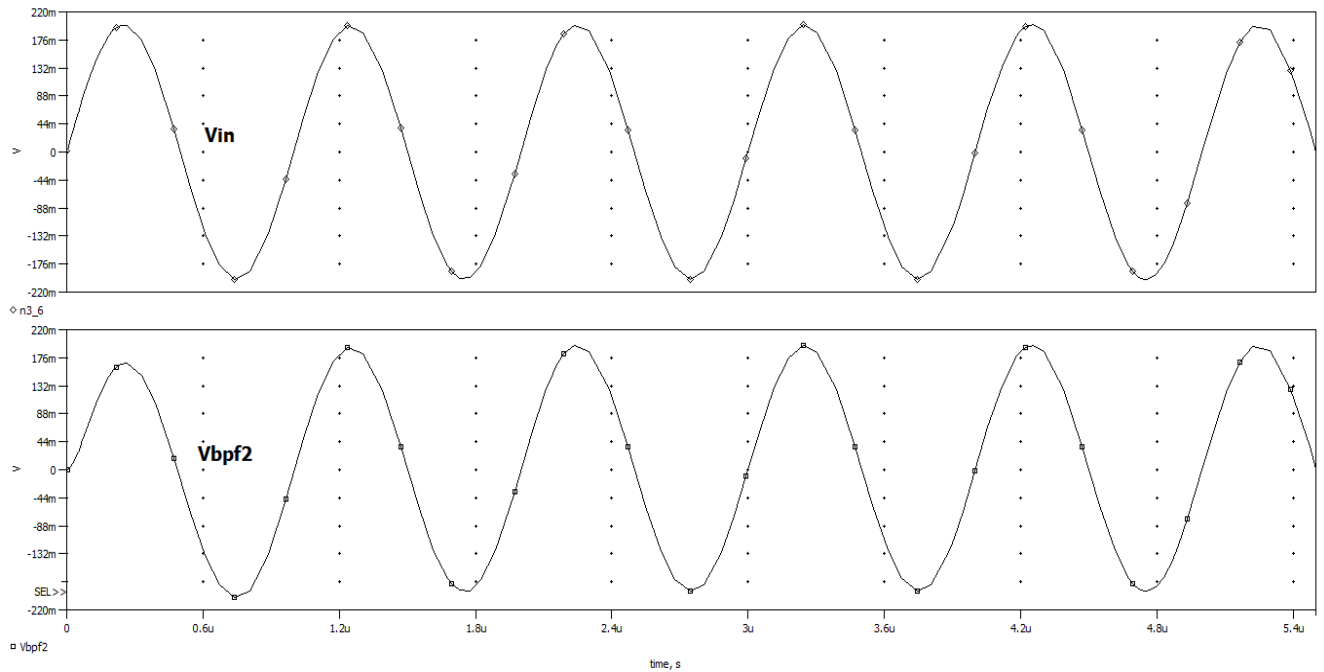 220m
176m
132m
88m
44m
Vin
V
0
-44m
-88m
-132m
-176m
-220m
n3_6
220m
176m
132m
88m
44m
Vbpf2
V
0
-44m
-88m
-132m
SEL>>
-220m
0 0.6u 1.2u 1.8u 2.4u 3u 3.6u 4.2u 4.8u 5.4u
Vbpf2
time, s